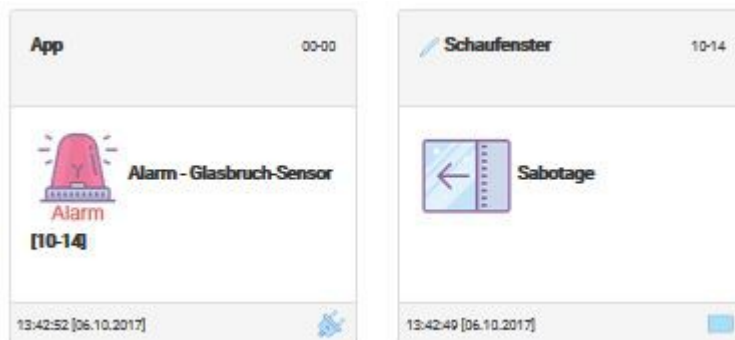 App 00-00
Alarm - Glasbruch-Sensor
Alarm
[10-14]
13:42:52 [06.10.2017]
Schaufenster 10-14
Sabotage
13:42:49 [06.10.2017]